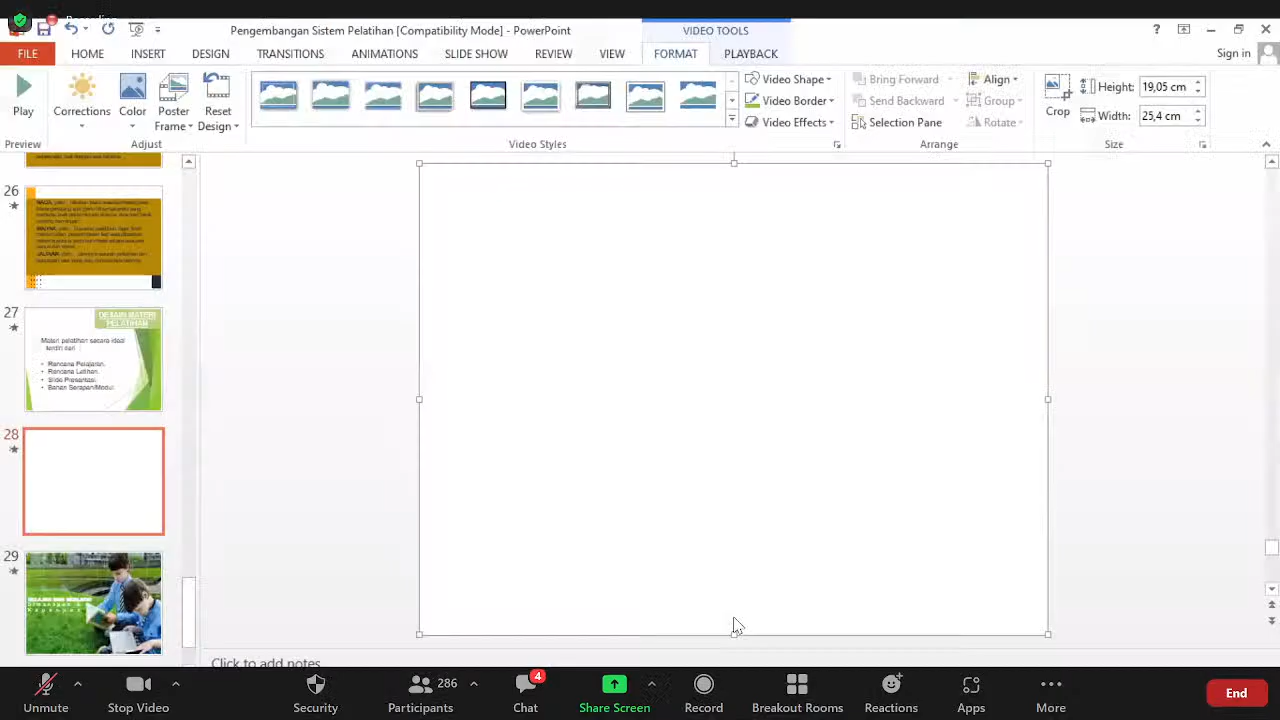 Pengembangan Sistem Pelatihan [Compatibility Mode] - PowerPoint
VIDEO TOOLS
?
FILE
HOME
INSERT
DESIGN
TRANSITIONS
ANIMATIONS
SLIDE SHOW
REVIEW
VIEW
FORMAT
PLAYBACK
Sign in
Play
Corrections
Color
Poster Frame
Reset Design
Video Shape
Video Border
Video Effects
Bring Forward
Send Backward
Selection Pane
Align
Group
Rotate
Crop
Height: 19,05 cm
Width: 25,4 cm
Preview
Adjust
Video Styles
Arrange
Size
26
27
DESAIN MATERI
PELATIHAN
Materi pelatihan secara ideal
terdiri dari :
• Rencana Pelajaran.
• Rencana Latihan.
• Slide Presentasi.
• Bahan Serapan/Modul.
28
29
Click to add notes
Unmute
Stop Video
Security
286
Participants
4
Chat
Share Screen
Record
Breakout Rooms
Reactions
Apps
More
End